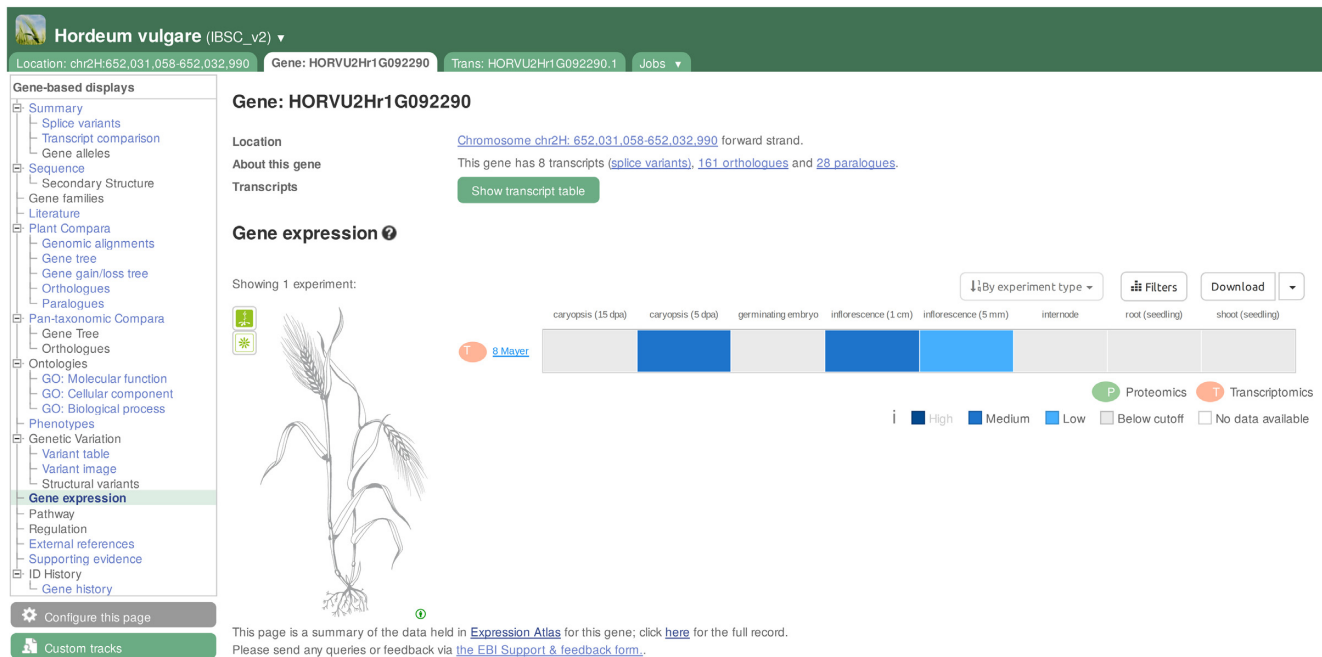 Hordeum vulgare (IBSC_v2) ▼
Location: chr2H:652,031,058-652,032,990 Gene: HORVU2Hr1G092290 Trans: HORVU2Hr1G092290.1 Jobs ▼
Gene-based displays
Summary
Splice variants
Transcript comparison
Gene alleles
Sequence
Secondary Structure
Gene families
Literature
Plant Compara
Genomic alignments
Gene tree
Gene gain/loss tree
Orthologues
Paralogues
Pan-taxonomic Compara
Gene Tree
Orthologues
Ontologies
GO: Molecular function
GO: Cellular component
GO: Biological process
Phenotypes
Genetic Variation
Variant table
Variant image
Structural variants
Gene expression
Pathway
Regulation
External references
Supporting evidence
ID History
Gene history
Configure this page
Custom tracks
Gene: HORVU2Hr1G092290
Location Chromosome chr2H: 652,031,058-652,032,990 forward strand.
About this gene This gene has 8 transcripts (splice variants), 161 orthologues and 28 paralogues.
Transcripts Show transcript table
Gene expression ?
Showing 1 experiment:
By experiment type Filters Download
caryopsis (15 dpa) caryopsis (5 dpa) germinating embryo inflorescence (1 cm) inflorescence (5 mm) internode root (seedling) shoot (seedling)
T 8 Mayer
P Proteomics T Transcriptomics
i High Medium Low Below cutoff No data available
This page is a summary of the data held in Expression Atlas for this gene; click here for the full record.
Please send any queries or feedback via the EBI Support & feedback form..